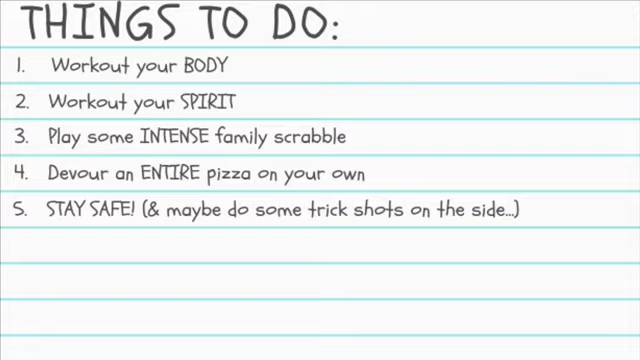 THINGS TO DO:
1. Workout your BODY
2. Workout your SPIRIT
3. Play some INTENSE family scrabble
4. Devour an ENTIRE pizza on your own
5. STAY SAFE! (& maybe do some trick shots on the side...)